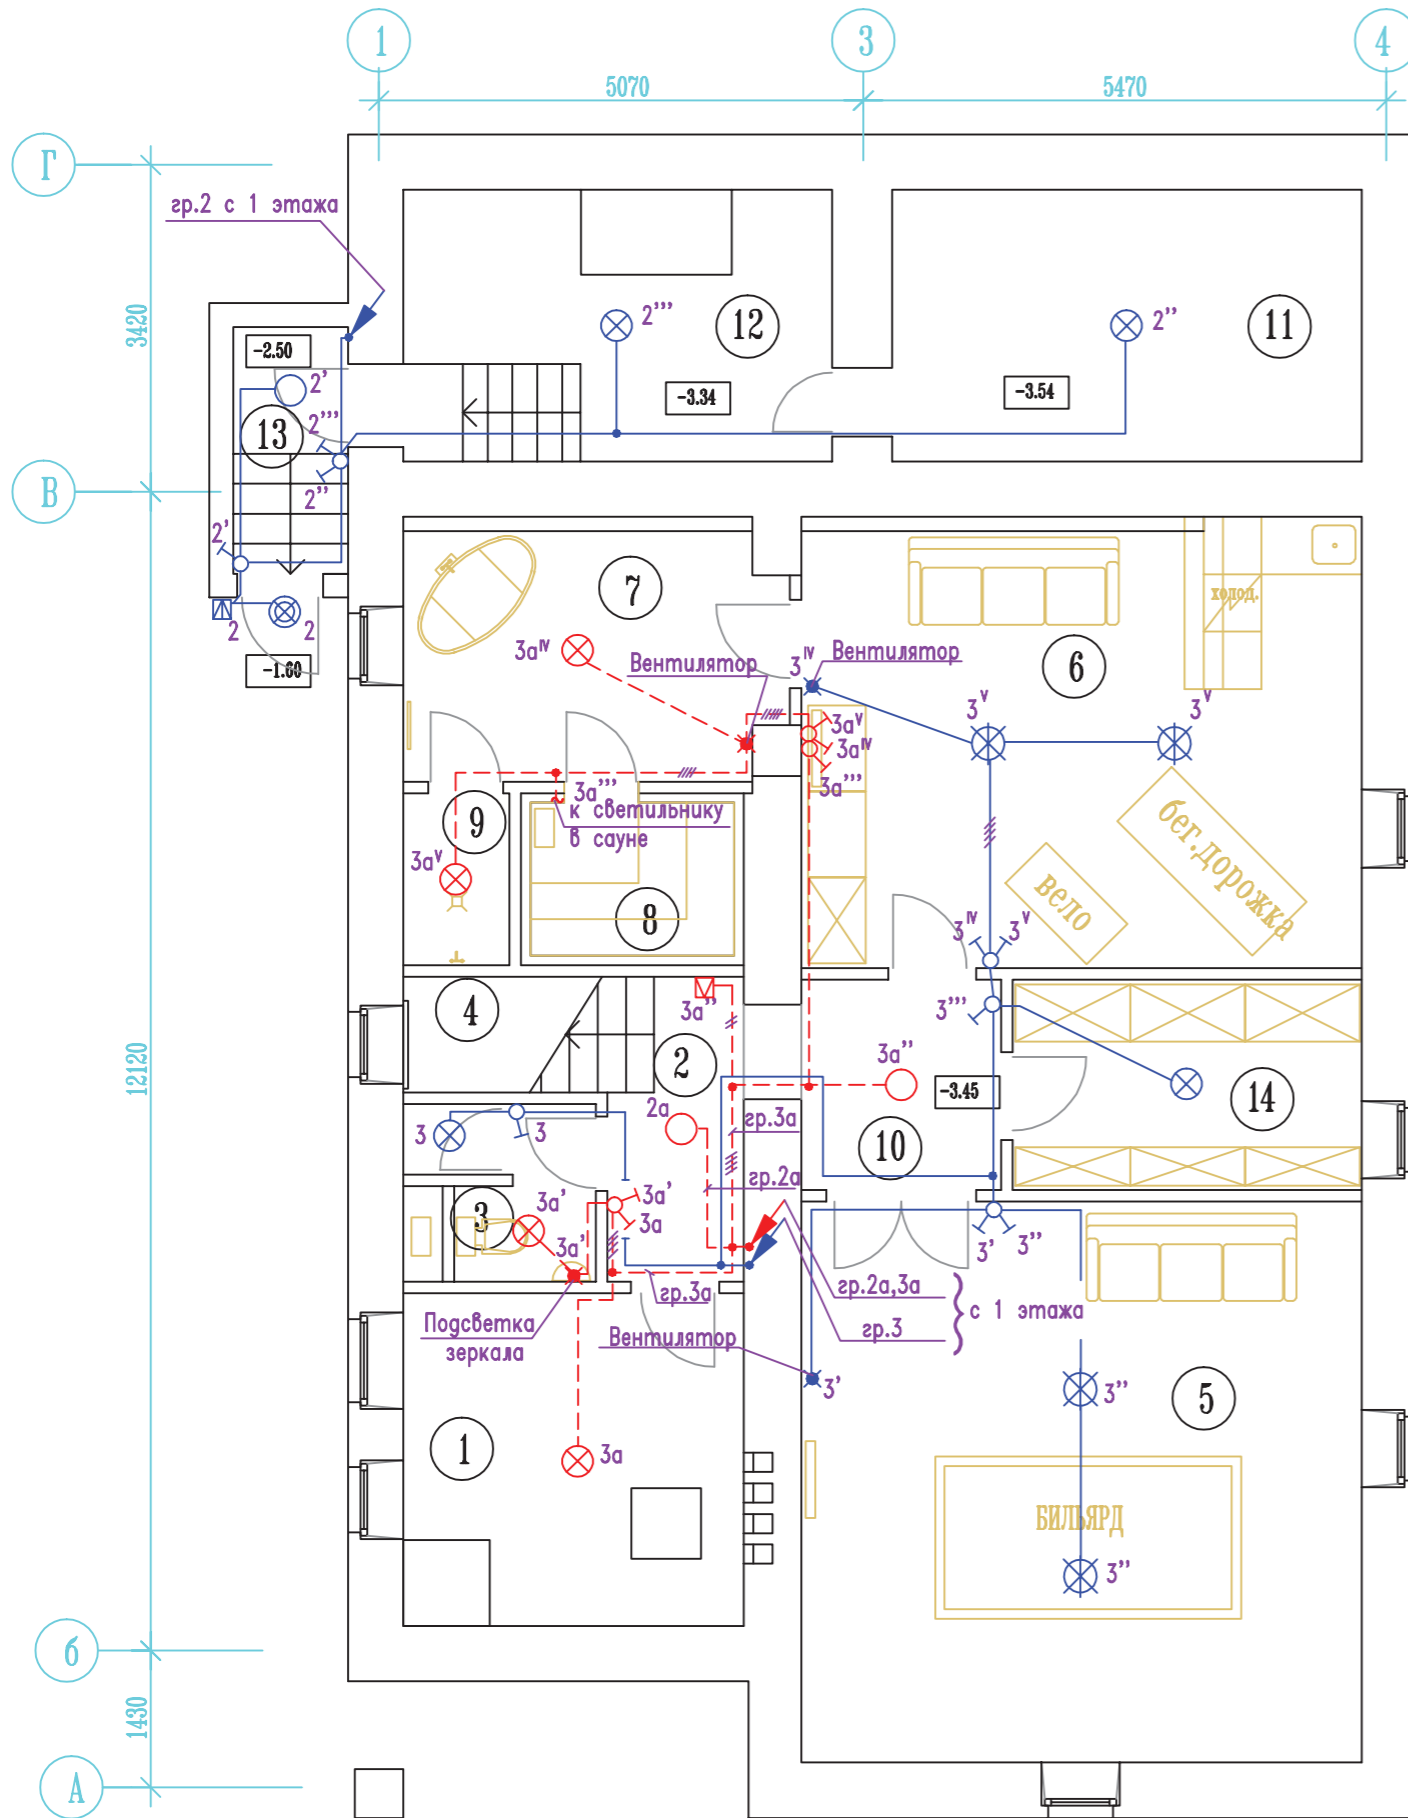 1
3
4
5070
5470
Г
гр.2 с 1 этажа
3420
2'''
12
2''
11
-2.50
-3.34
-3.54
2'
2'''
13
2''
В
2'
2
2
-1.60
7
3а^IV
Вентилятор
3^IV
Вентилятор
6
холод.
3^V
3^V
3а^V
3а^IV
3а'''
3а'''
к светильнику
в сауне
9
3а^V
8
бег.дорожка
вело
3^IV
3^V
4
3а''
3'''
12120
2
3а''
-3.45
14
2а
гр.3а
3
3
10
гр.2а
3
3а'
3а'
3а
3а'
3'
3''
гр.3а
гр.2а,3а
с 1 этажа
гр.3
Подсветка
зеркала
Вентилятор
3'
3''
5
1
3а
БИЛЬЯРД
3''
б
1430
А